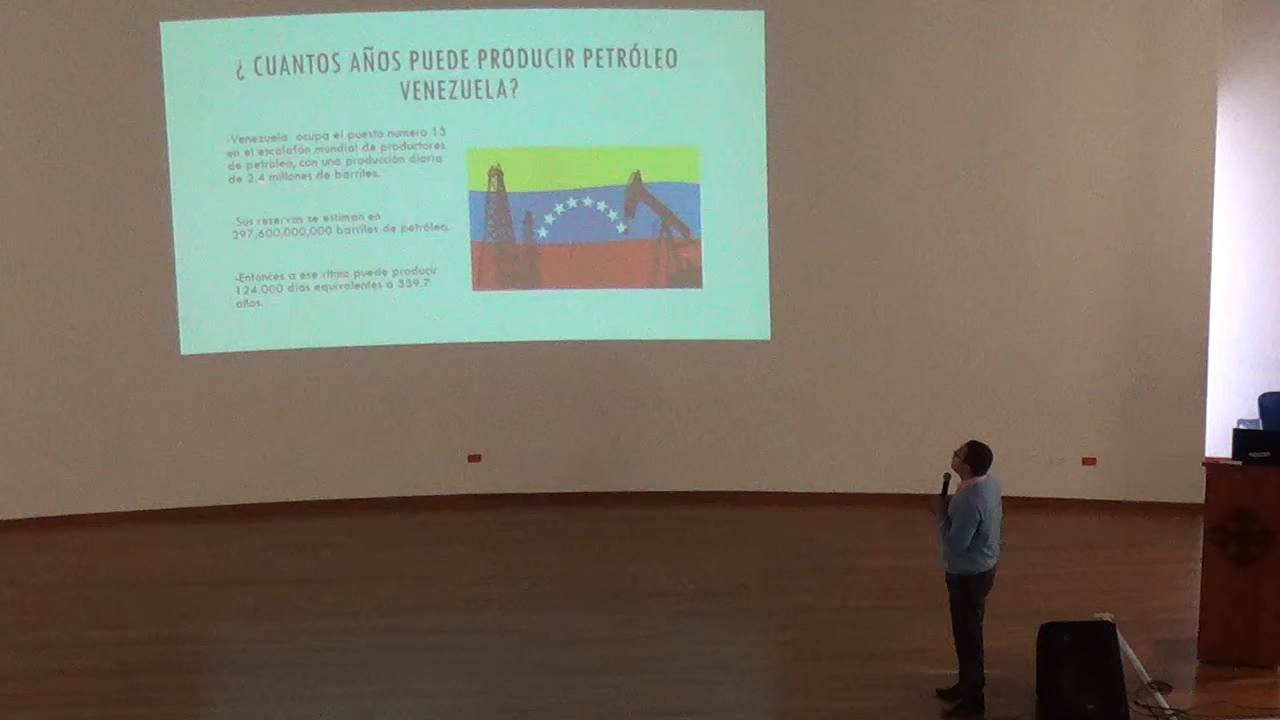 ¿ CUANTOS AÑOS PUEDE PRODUCIR PETRÓLEO
VENEZUELA?
-Venezuela ocupa el puesto numero 13
en el escalafón mundial de productores
de petroleo, con una producción diaria
de 2.4 millones de barriles.
-Sus reservas se estiman en
297,600,000,000 barriles de petróleo.
-Entonces a ese ritmo puede producir
124.000 dias equivalentes a 339.7
años.